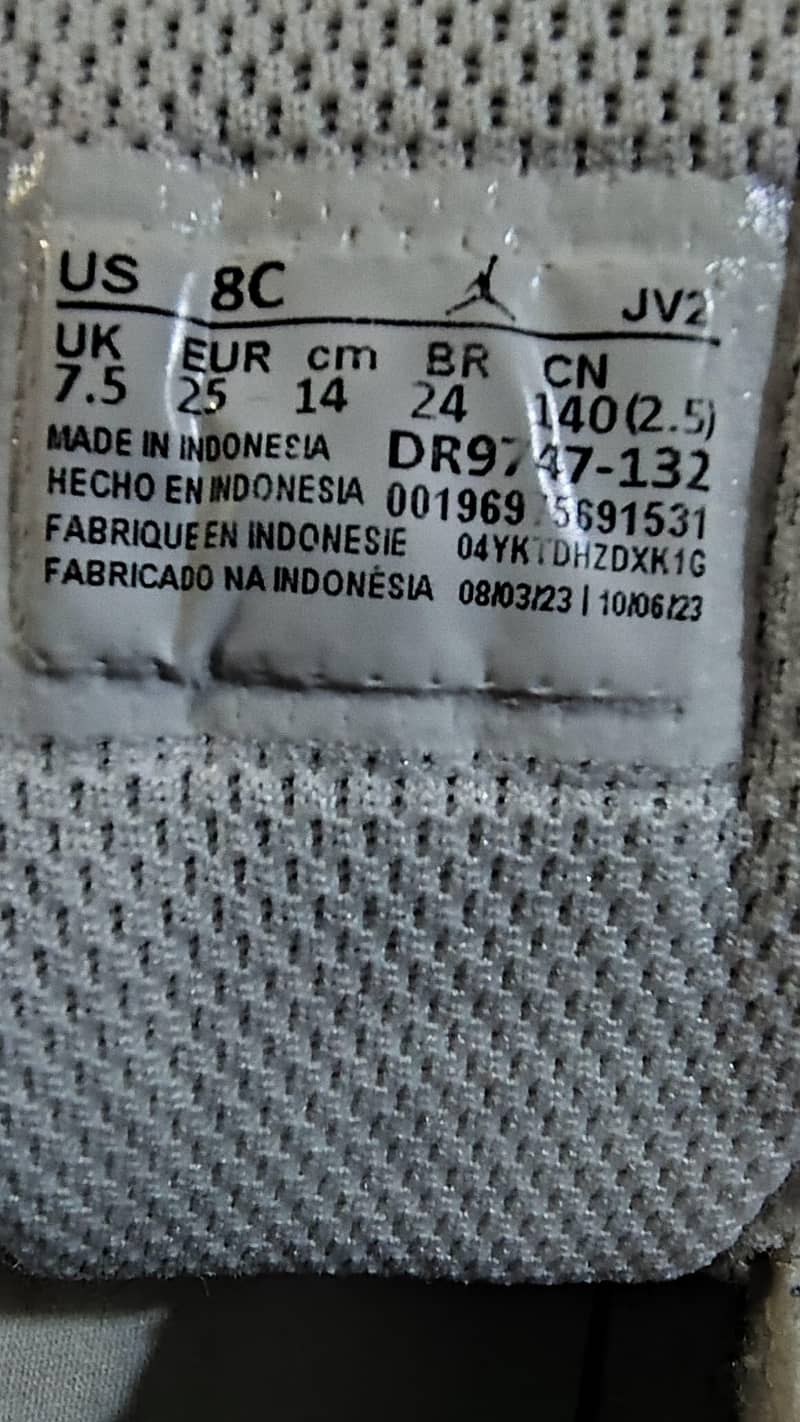 US 8C JV2
UK EUR cm BR CN
7.5 25 14 24 140(2.5)
MADE IN INDONESIA DR9747-132
HECHO EN INDONESIA
FABRIQUE EN INDONESIE
FABRICADO NA INDONÉSIA 08/03/23 | 10/06/23